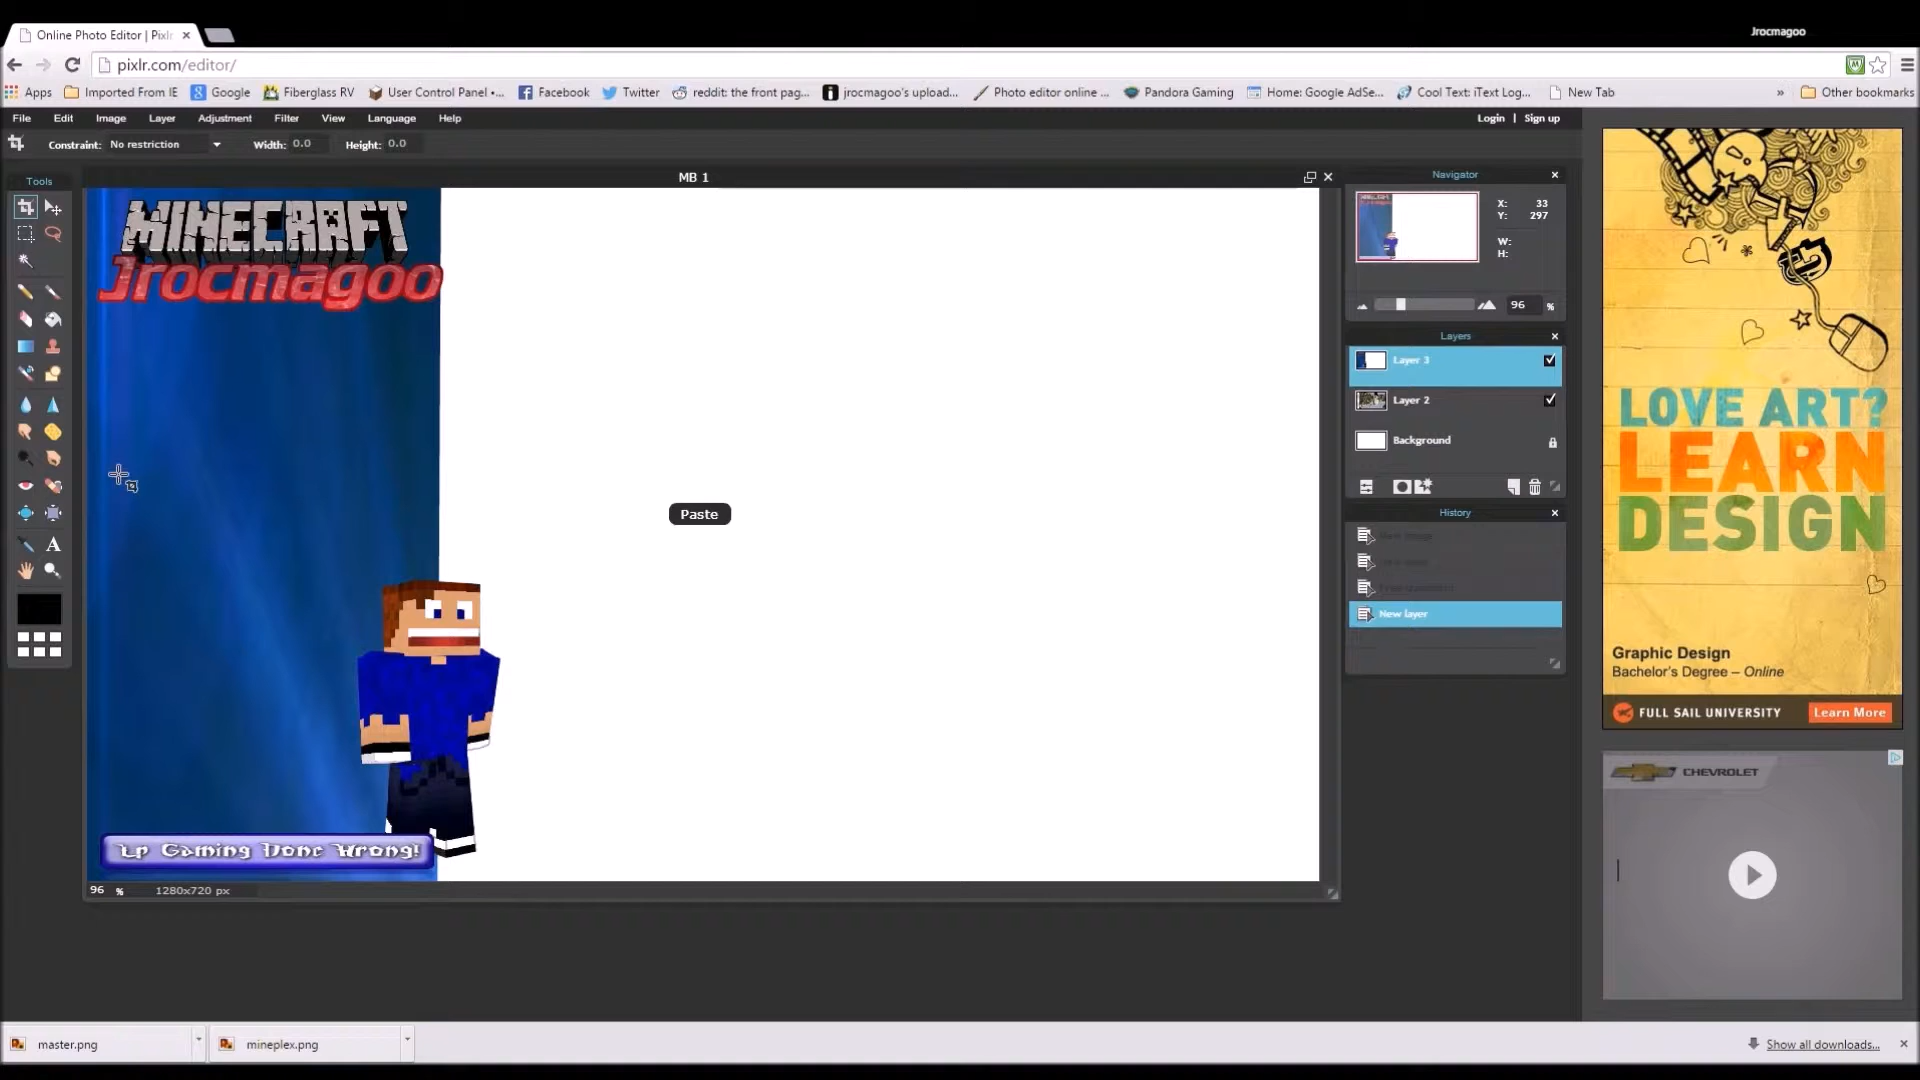 Online Photo Editor | Pixlr
Jrocmagoo
pixlr.com/editor/
Apps Imported From IE Google Fiberglass RV User Control Panel •... Facebook Twitter reddit: the front pag... jrocmagoo's upload... Photo editor online ... Pandora Gaming Home: Google AdSe... Cool Text: iText Log... New Tab » Other bookmarks
File Edit Image Layer Adjustment Filter View Language Help Login | Sign up
Constraint: No restriction Width: 0.0 Height: 0.0
Tools
MB 1
Navigator
X: 33
Y: 297
W:
H:
96 %
MINECRAFT
Jrocmagoo
Layers
Layer 3
Layer 2
Background
History
New layer
Paste
Lp Gaming Done Wrong!
96 % 1280x720 px
LOVE ART?
LEARN
DESIGN
Graphic Design
Bachelor's Degree – Online
FULL SAIL UNIVERSITY Learn More
CHEVROLET
master.png mineplex.png Show all downloads...